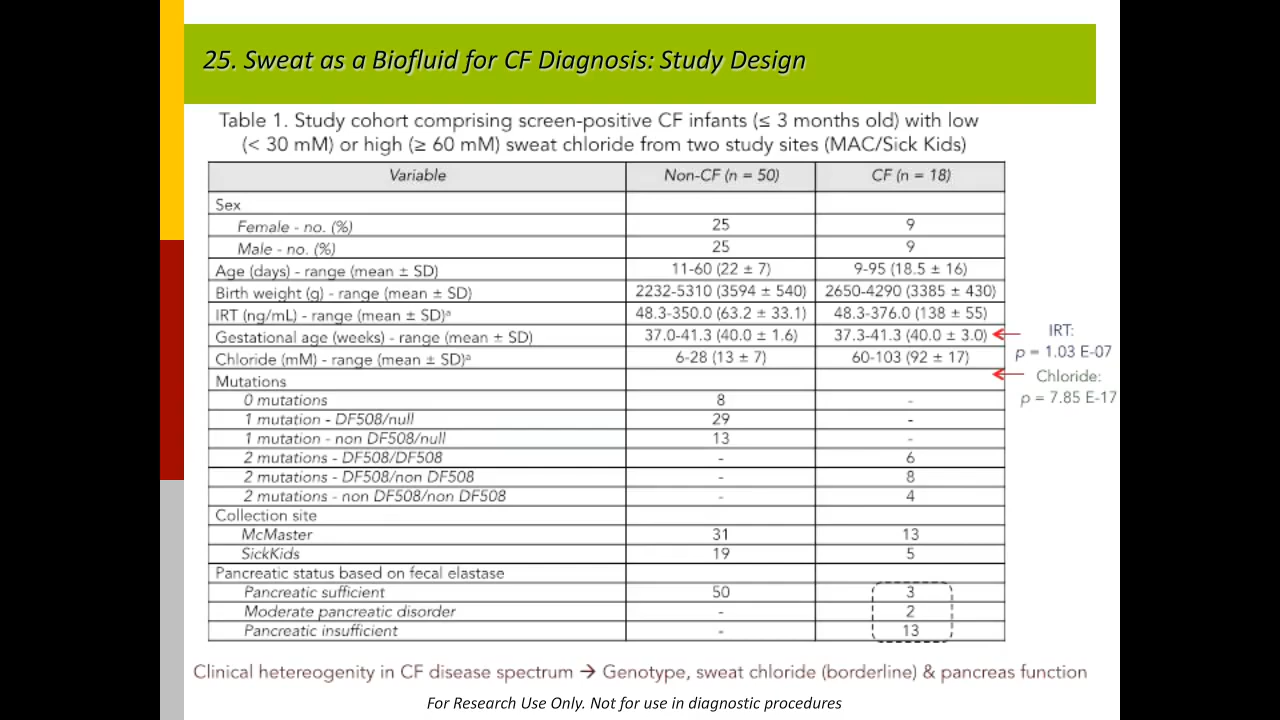 25. Sweat as a Biofluid for CF Diagnosis: Study Design
Table 1. Study cohort comprising screen-positive CF infants (≤ 3 months old) with low
(< 30 mM) or high (≥ 60 mM) sweat chloride from two study sites (MAC/Sick Kids)
Variable Non-CF (n = 50) CF (n = 18)
Sex
Female - no. (%) 25 9
Male - no. (%) 25 9
Age (days) - range (mean ± SD) 11-60 (22 ± 7) 9-95 (18.5 ± 16)
Birth weight (g) - range (mean ± SD) 2232-5310 (3594 ± 540) 2650-4290 (3385 ± 430)
IRT (ng/mL) - range (mean ± SD)ᵃ 48.3-350.0 (63.2 ± 33.1) 48.3-376.0 (138 ± 55)
Gestational age (weeks) - range (mean ± SD) 37.0-41.3 (40.0 ± 1.6) 37.3-41.3 (40.0 ± 3.0)
Chloride (mM) - range (mean ± SD)ᵃ 6-28 (13 ± 7) 60-103 (92 ± 17)
Mutations
0 mutations 8 -
1 mutation - DF508/null 29 -
1 mutation - non DF508/null 13 -
2 mutations - DF508/DF508 - 6
2 mutations - DF508/non DF508 - 8
2 mutations - non DF508/non DF508 - 4
Collection site
McMaster 31 13
SickKids 19 5
Pancreatic status based on fecal elastase
Pancreatic sufficient 50 3
Moderate pancreatic disorder - 2
Pancreatic insufficient - 13
IRT:
p = 1.03 E-07
Chloride:
p = 7.85 E-17
Clinical hetereogenity in CF disease spectrum → Genotype, sweat chloride (borderline) & pancreas function
For Research Use Only. Not for use in diagnostic procedures